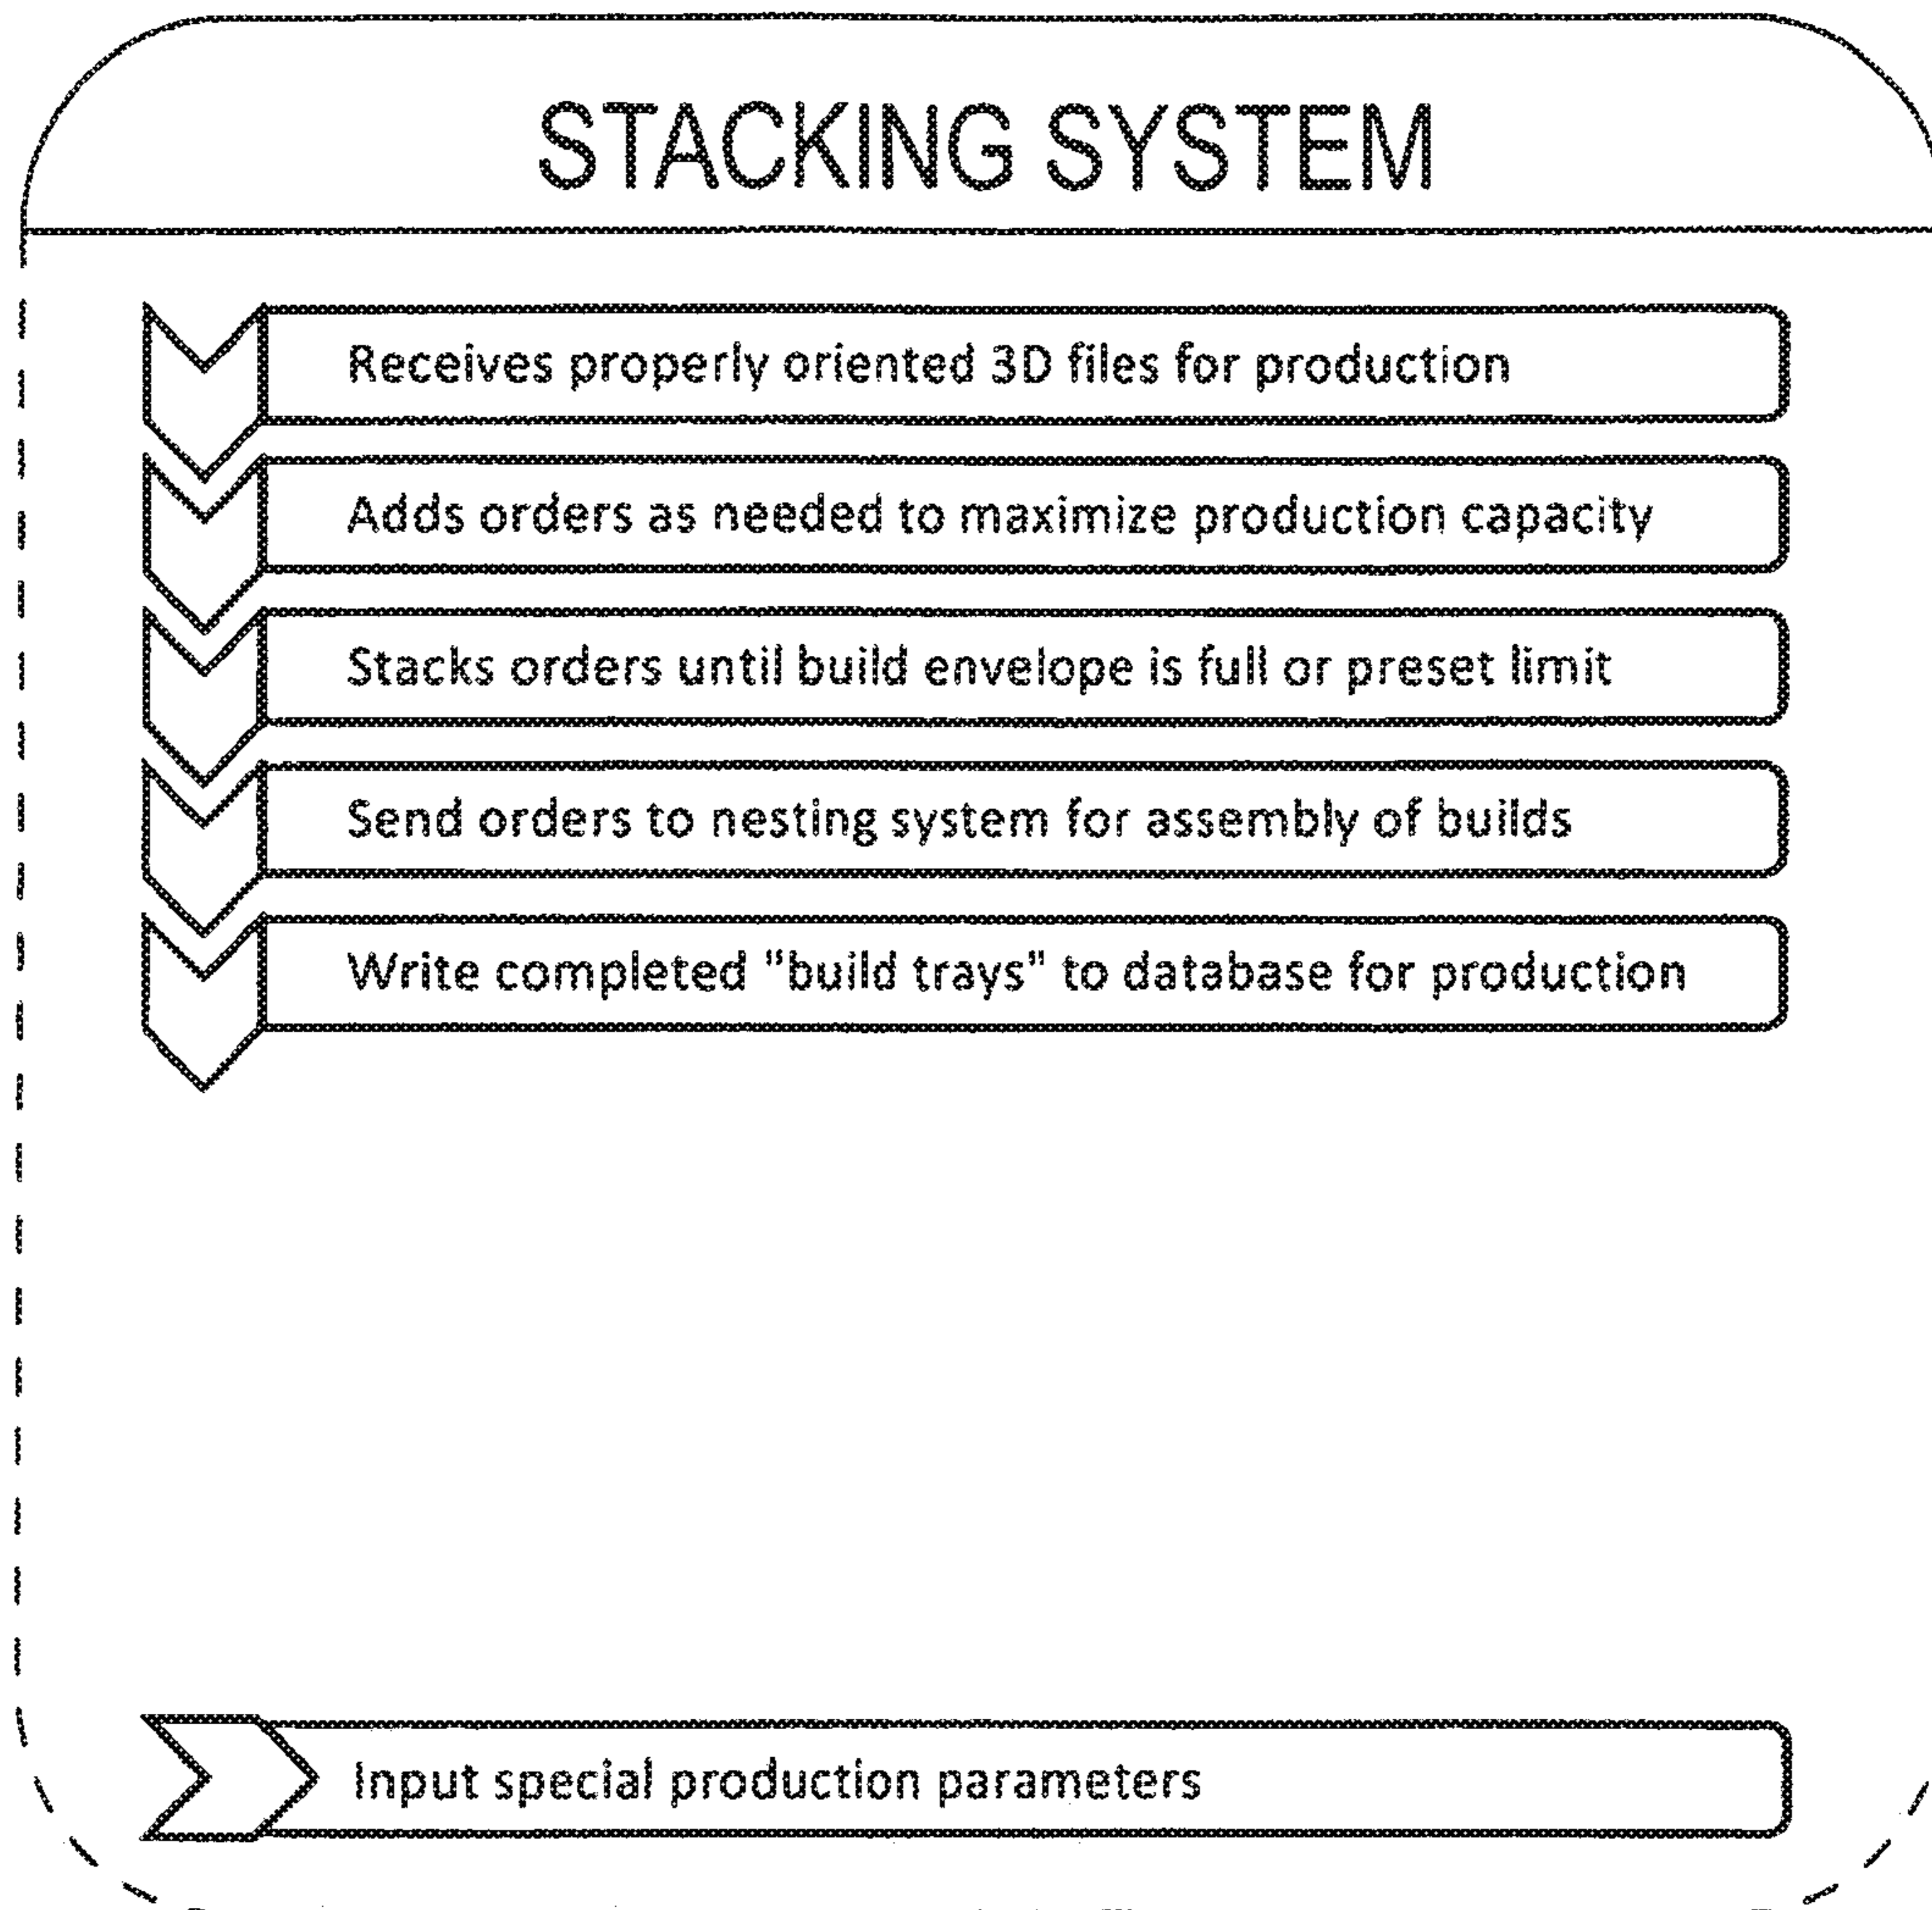 STACKING SYSTEM
Receives properly oriented 3D files for production
Adds orders as needed to maximize production capacity
Stacks orders until build envelope is full or preset limit
Send orders to nesting system for assembly of builds
Write completed "build trays" to database for production
Input special production parameters